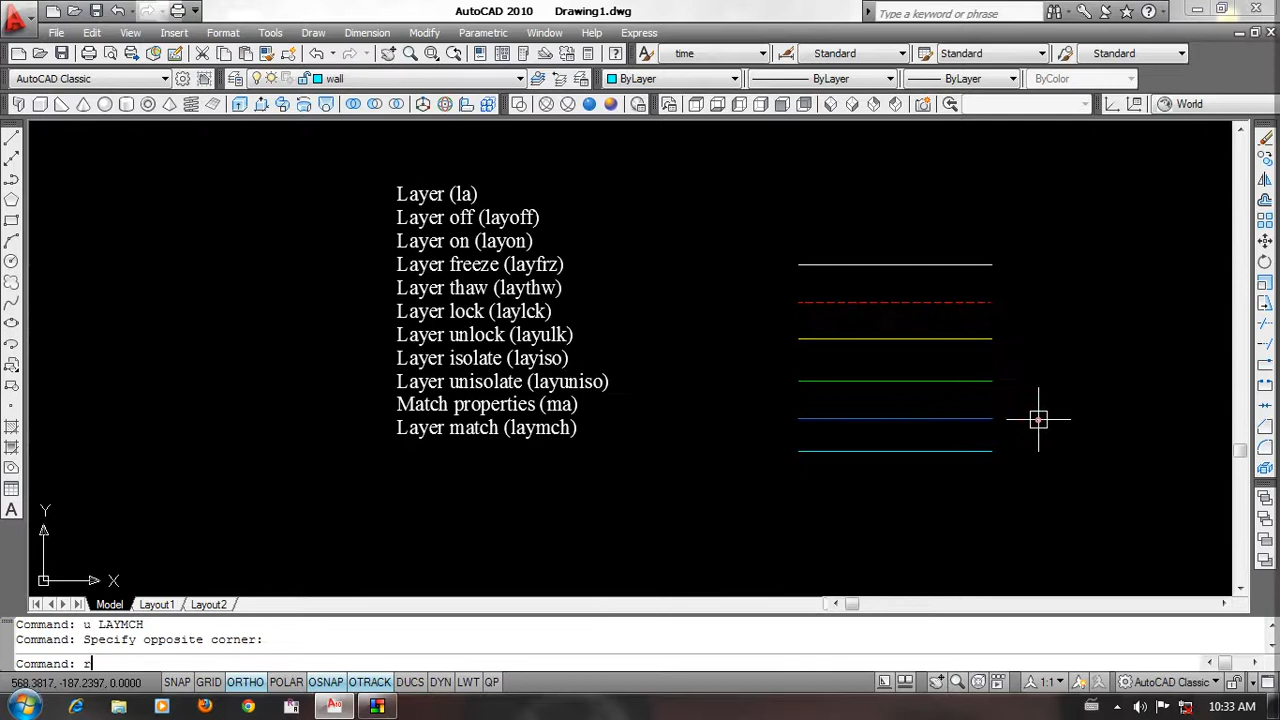 AutoCAD 2010 Drawing1.dwg
Type a keyword or phrase
File Edit View Insert Format Tools Draw Dimension Modify Parametric Window Help Express
time Standard Standard Standard
AutoCAD Classic wall ByLayer ByLayer ByLayer ByColor
World
Layer (la)
Layer off (layoff)
Layer on (layon)
Layer freeze (layfrz)
Layer thaw (laythw)
Layer lock (laylck)
Layer unlock (layulk)
Layer isolate (layiso)
Layer unisolate (layuniso)
Match properties (ma)
Layer match (laymch)
A
Y
X
Model Layout1 Layout2
Command: u LAYMCH
Command: Specify opposite corner:
Command: r
568.3817, -187.2397, 0.0000 SNAP GRID ORTHO POLAR OSNAP OTRACK DUCS DYN LWT QP 1:1 AutoCAD Classic
10:33 AM